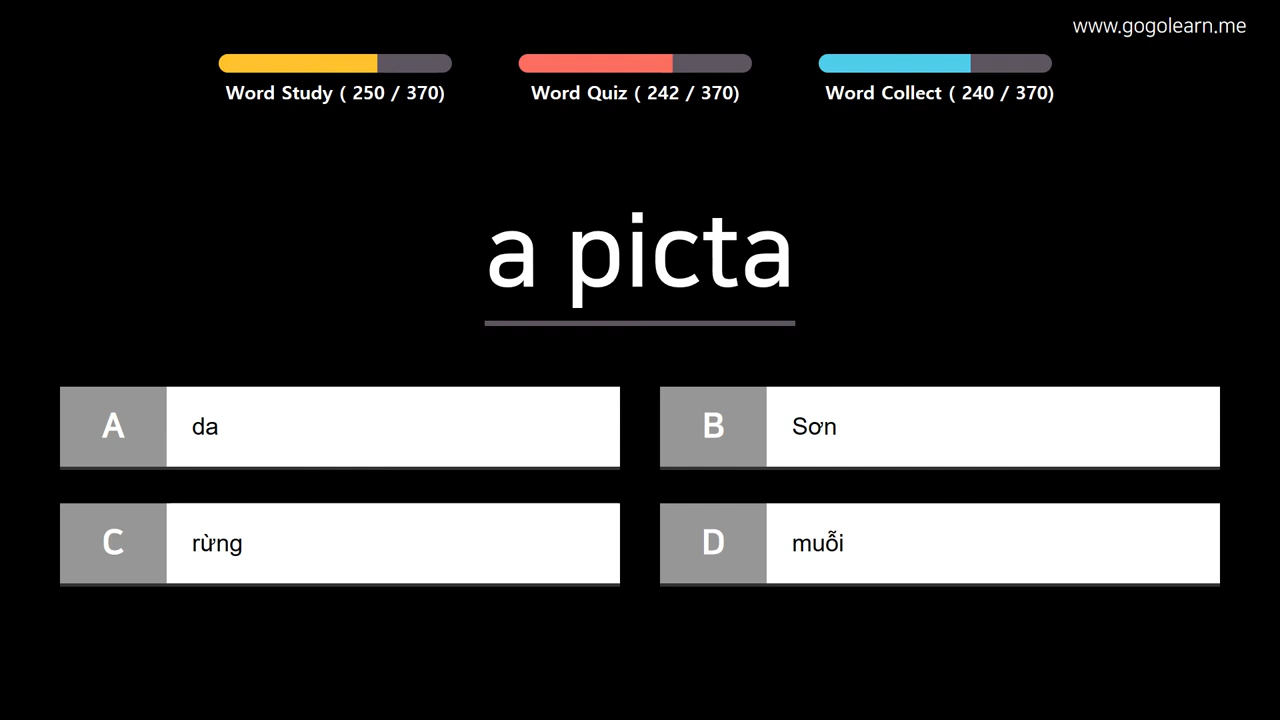 www.gogolearn.me
Word Study ( 250 / 370)
Word Quiz ( 242 / 370)
Word Collect ( 240 / 370)
a picta
A da
B Sơn
C rừng
D muỗi